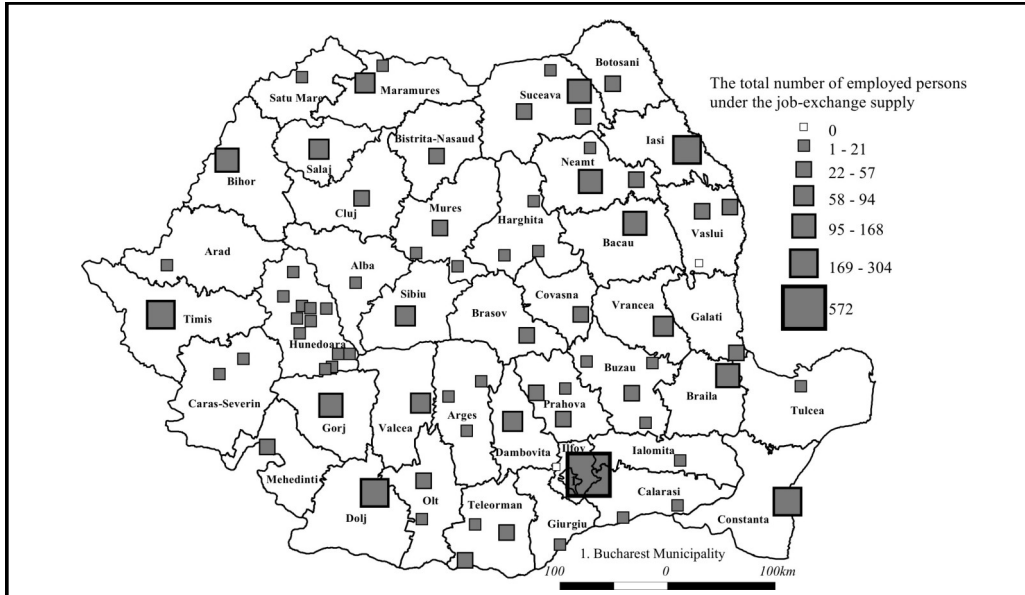 Botosani
Satu Mare
Maramures
Suceava
The total number of employed persons
under the job-exchange supply
0
1 - 21
22 - 57
58 - 94
95 - 168
169 - 304
572
Bistrita-Nasaud
Iasi
Salaj
Neamt
Bihor
Cluj
Mures
Harghita
Vaslui
Bacau
Arad
Alba
Sibiu
Covasna
Vrancea
Galati
Timis
Brasov
Hunedoara
Buzau
Caras-Severin
Prahova
Braila
Tulcea
Gorj
Valcea
Arges
Dambovita
Ilfov
Ialomita
Mehedinti
Olt
Teleorman
Calarasi
Dolj
Giurgiu
Constanta
1. Bucharest Municipality
100 0 100km